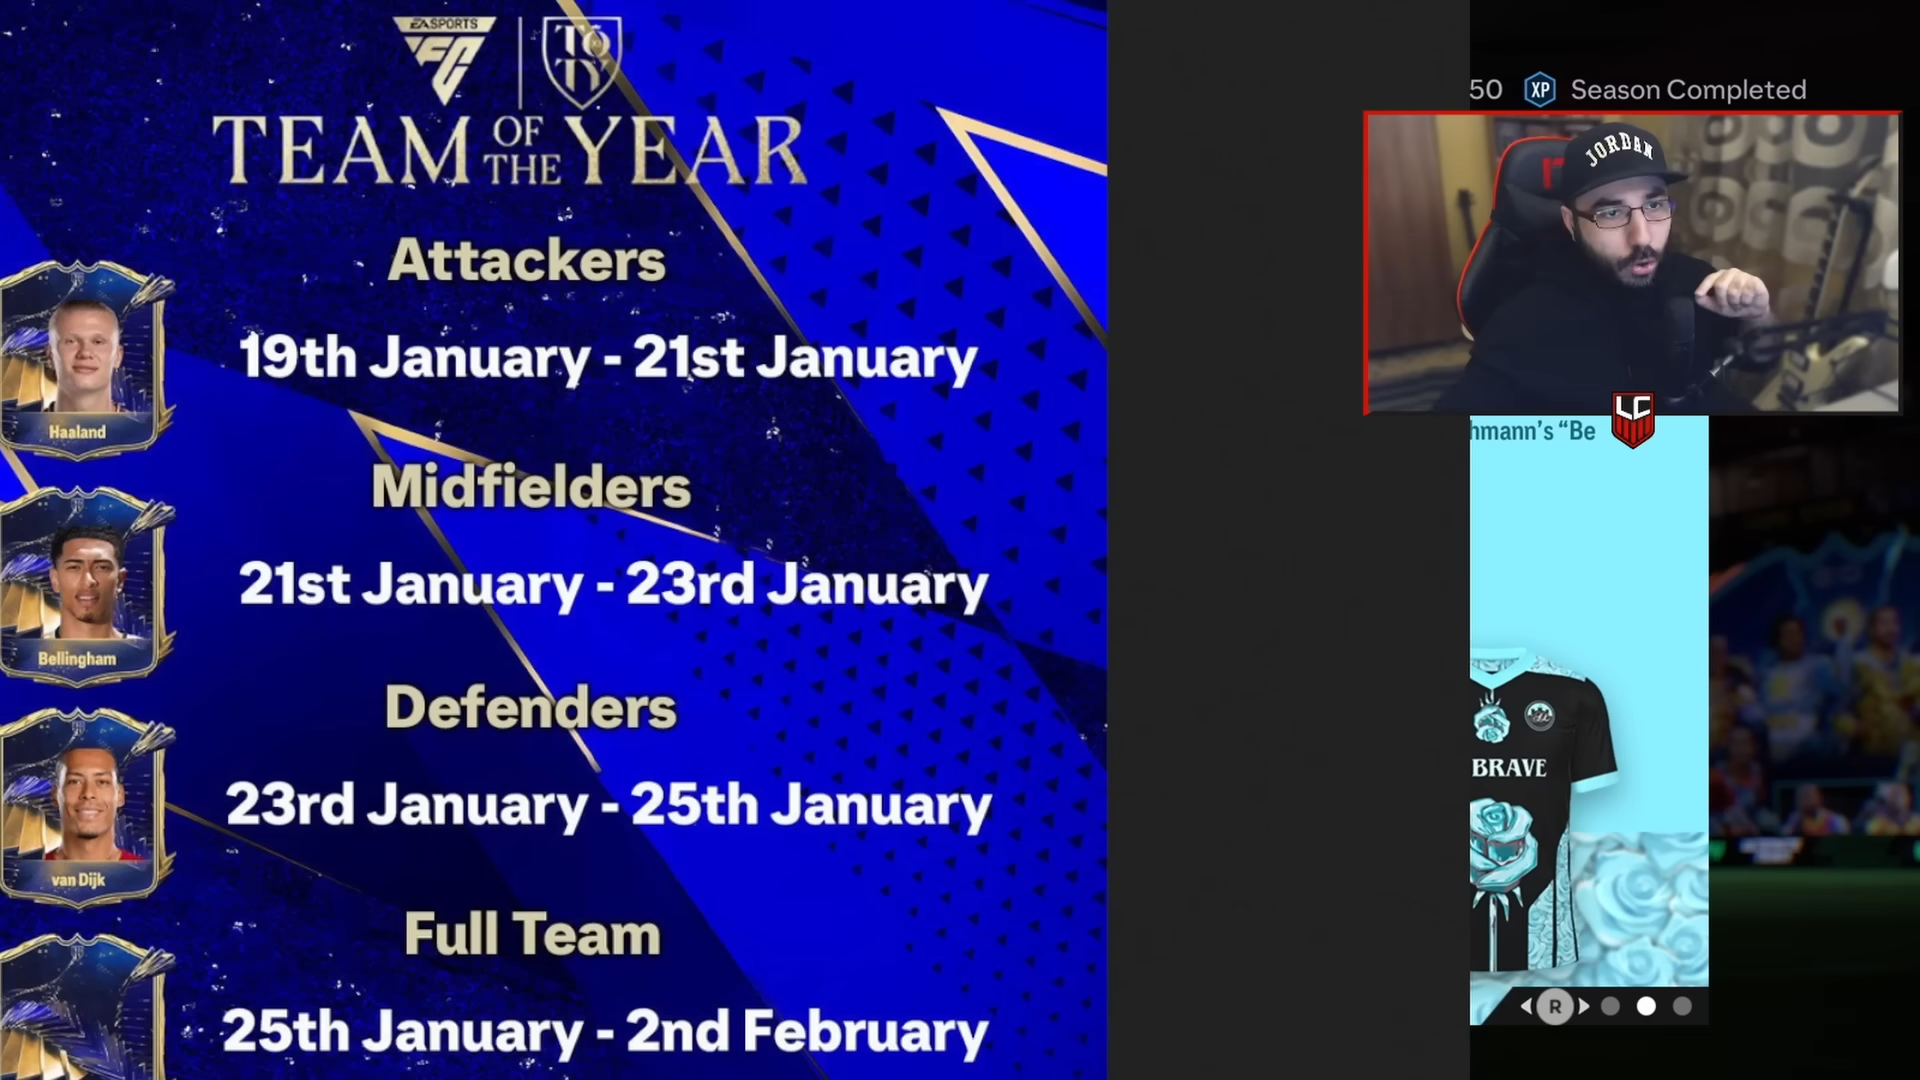 EA SPORTS
FC
TO
TY
TEAM OF THE YEAR
Attackers
19th January - 21st January
Haaland
Midfielders
21st January - 23rd January
Bellingham
Defenders
23rd January - 25th January
van Dijk
Full Team
25th January - 2nd February
50 XP Season Completed
JORDAN
LC
hmann’s “Be
BRAVE
R